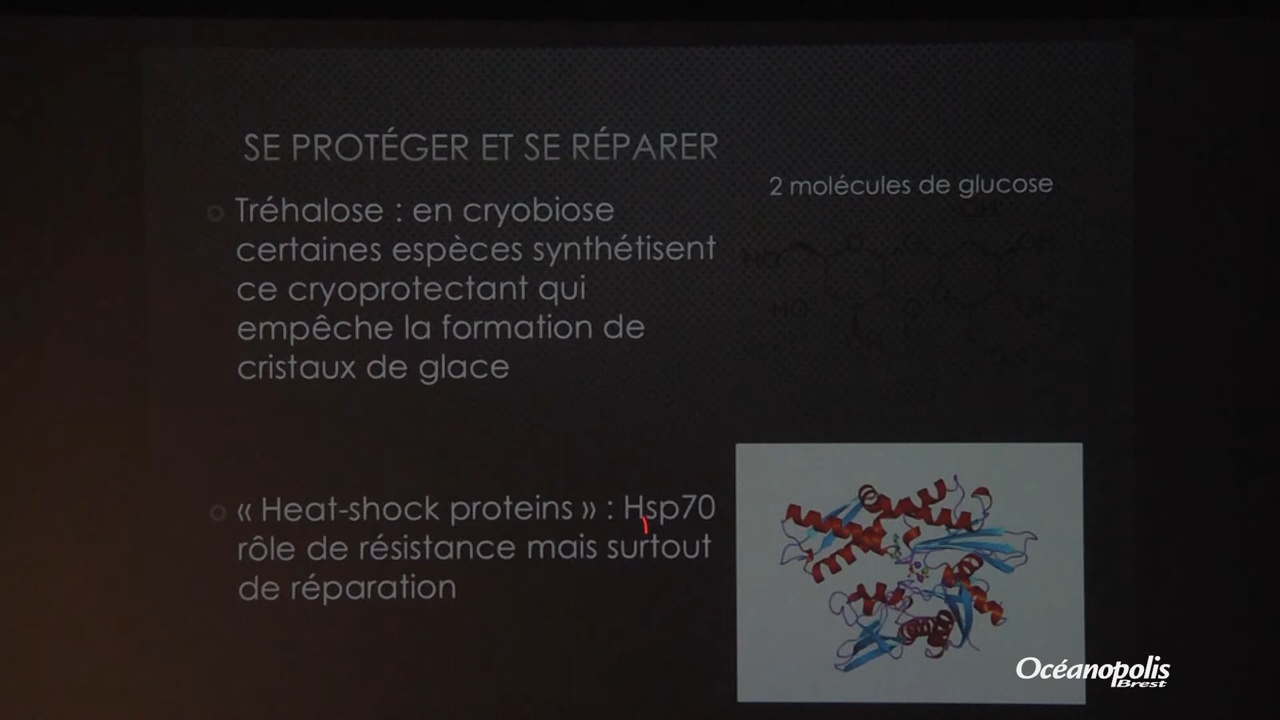 SE PROTÉGER ET SE RÉPARER
2 molécules de glucose
Tréhalose : en cryobiose
certaines espèces synthétisent
ce cryoprotectant qui
empêche la formation de
cristaux de glace
HO
HO
« Heat-shock proteins » : Hsp70
rôle de résistance mais surtout
de réparation
Océanopolis
Brest